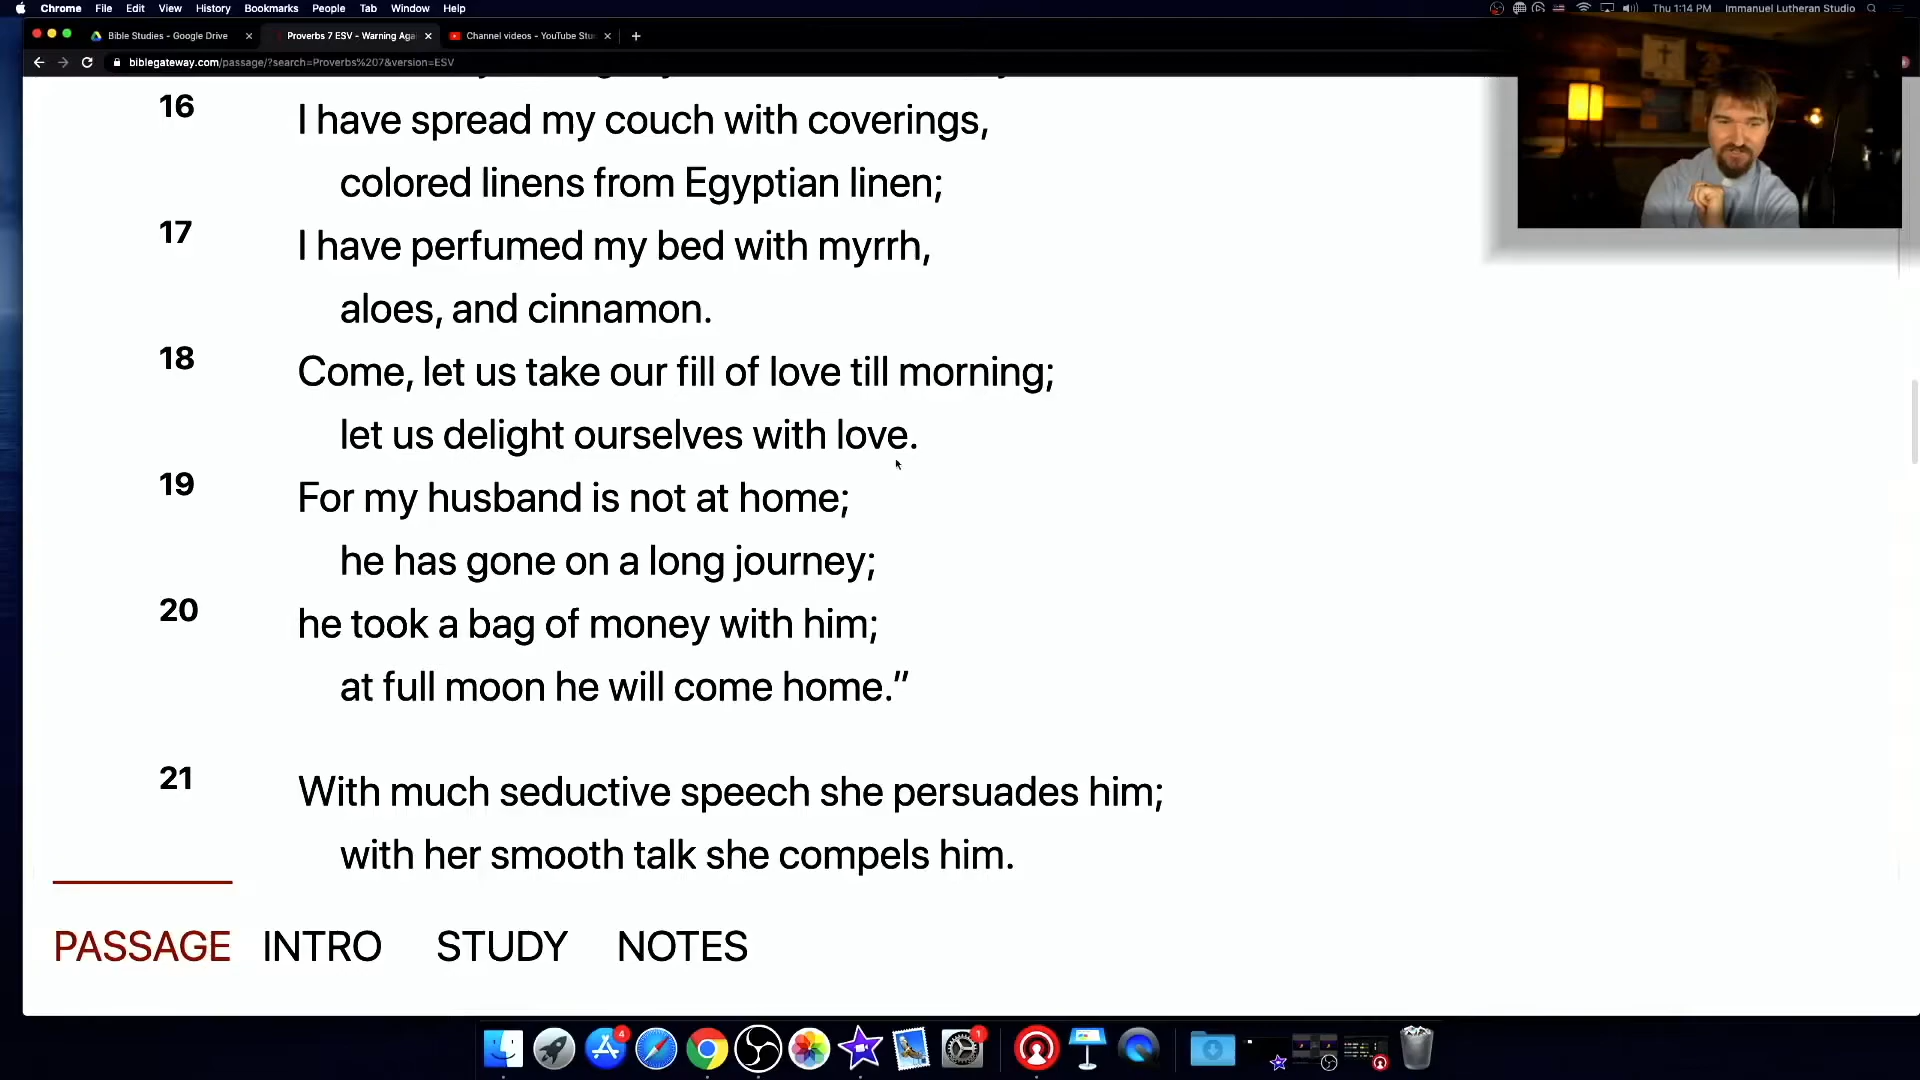 Chrome File Edit View History Bookmarks People Tab Window Help Thu 1:14 PM Immanuel Lutheran Studio
Bible Studies - Google Drive Proverbs 7 ESV - Warning Aga Channel videos - YouTube Stu
biblegateway.com/passage/?search=Proverbs%207&version=ESV
16 I have spread my couch with coverings,
colored linens from Egyptian linen;
17 I have perfumed my bed with myrrh,
aloes, and cinnamon.
18 Come, let us take our fill of love till morning;
let us delight ourselves with love.
19 For my husband is not at home;
he has gone on a long journey;
20 he took a bag of money with him;
at full moon he will come home.”
21 With much seductive speech she persuades him;
with her smooth talk she compels him.
PASSAGE INTRO STUDY NOTES
4
1